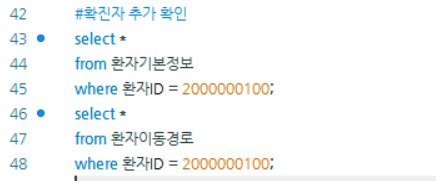 42 #확진자 추가 확인
43 select *
44 from 환자기본정보
45 where 환자ID = 2000000100;
46 select *
47 from 환자이동경로
48 where 환자ID = 2000000100;